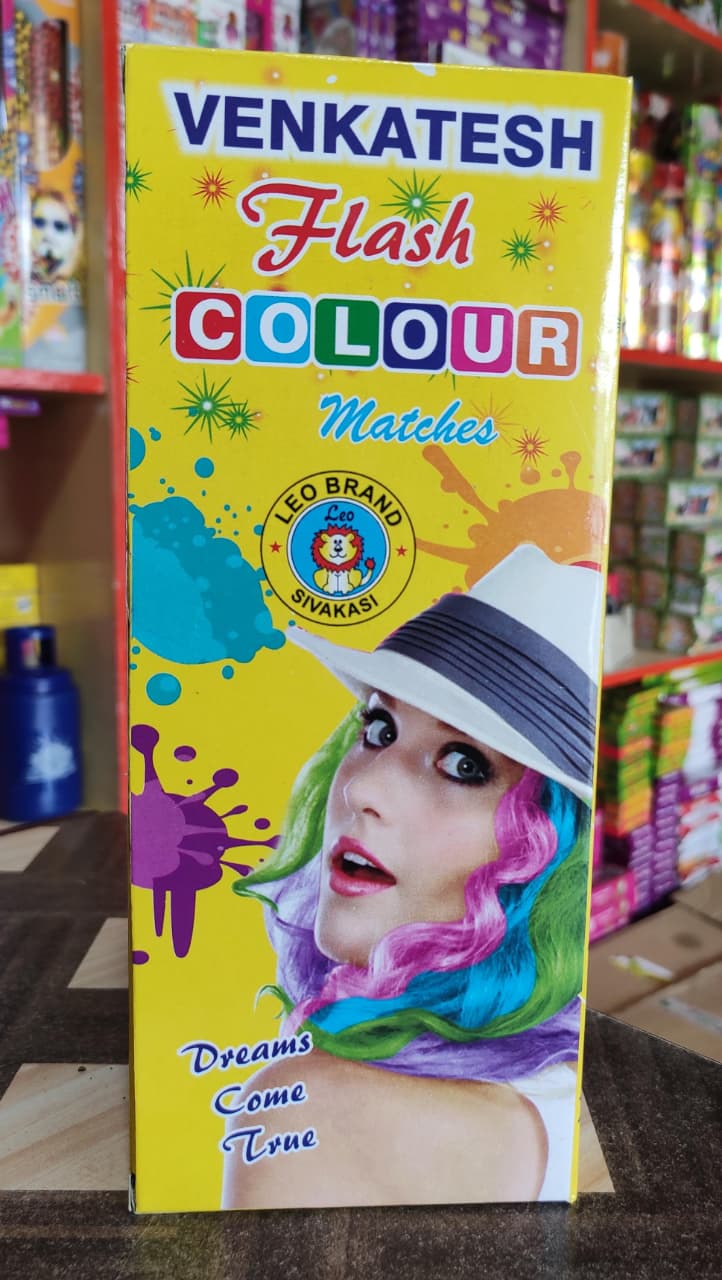 VENKATESH
Flash
COLOUR
Matches
LEO BRAND
Leo
SIVAKASI
Dreams
Come
True